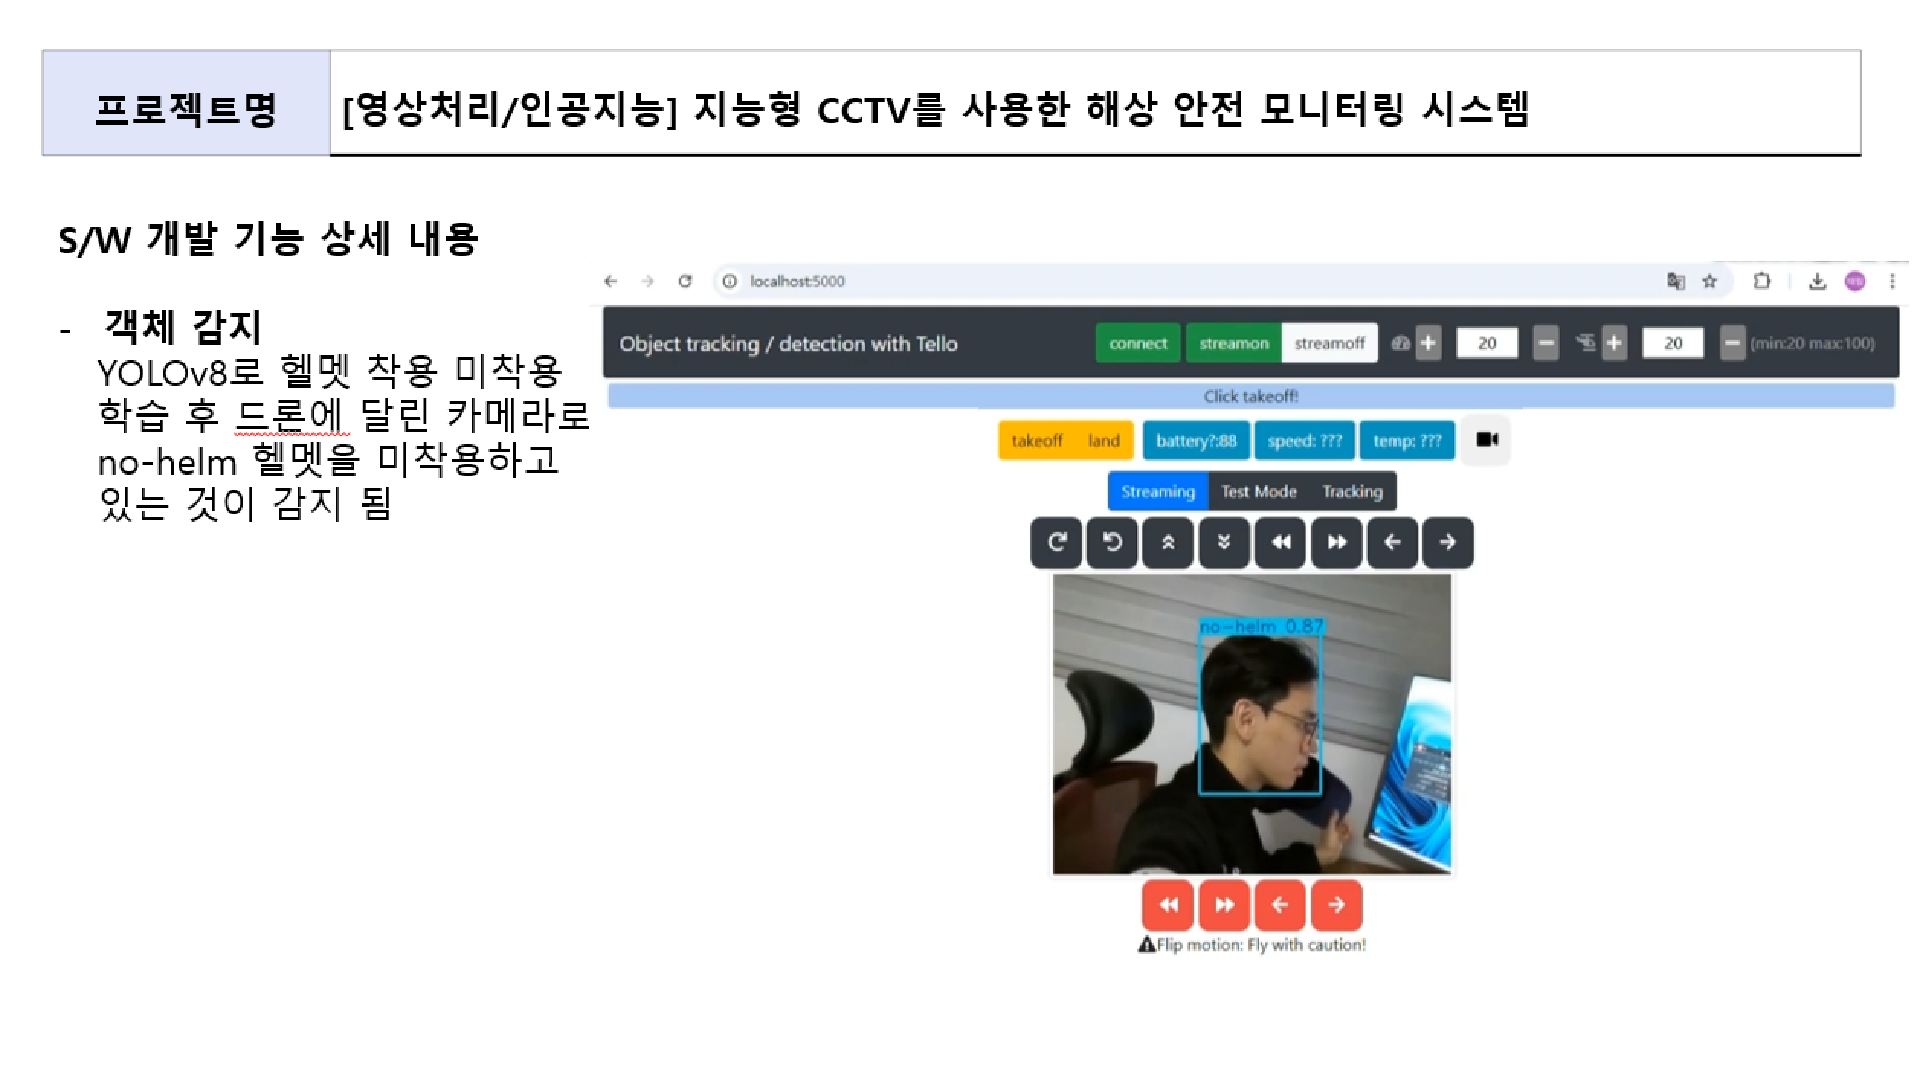 프로젝트명
[영상처리/인공지능] 지능형 CCTV를 사용한 해상 안전 모니터링 시스템
S/W 개발 기능 상세 내용
- 객체 감지
YOLOv8로 헬멧 착용 미착용
학습 후 드론에 달린 카메라로
no-helm 헬멧을 미착용하고
있는 것이 감지 됨
localhost:5000
Object tracking / detection with Tello connect streamon streamoff 20 20 (min:20 max:100)
Click takeoff!
takeoff land battery?:88 speed: ??? temp: ???
Streaming Test Mode Tracking
no-helm 0.87
Flip motion: Fly with caution!